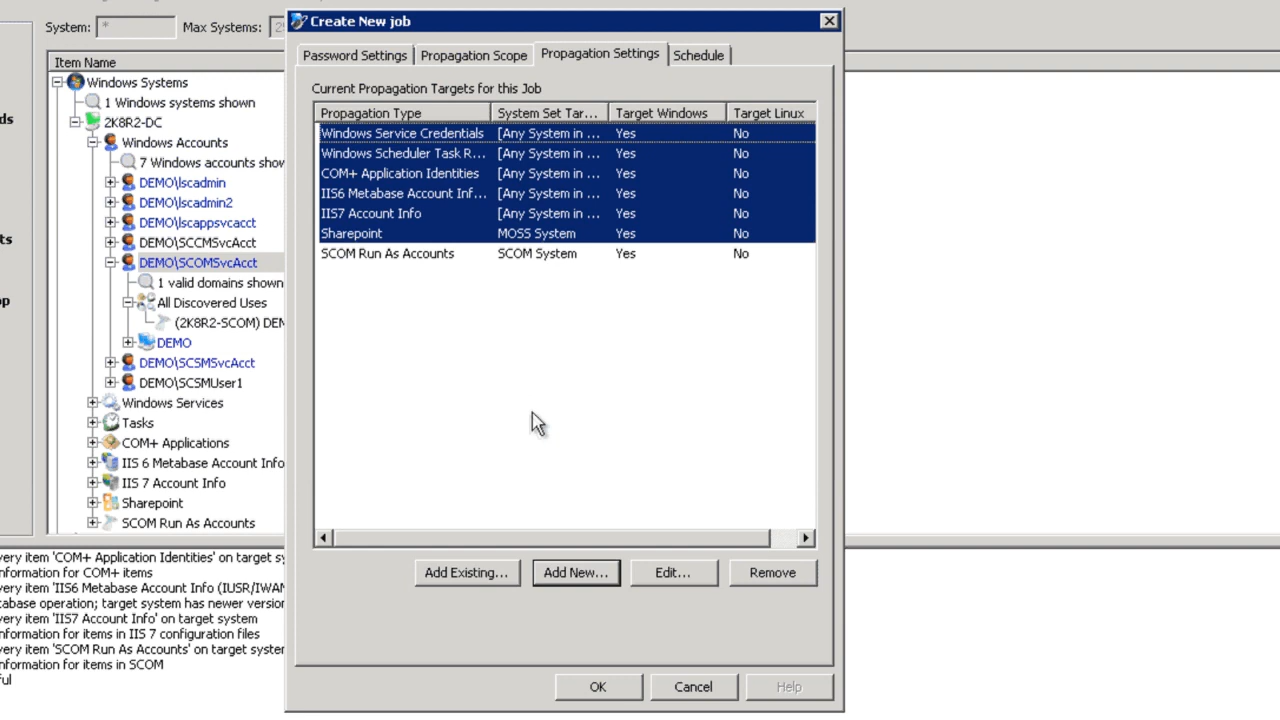 System: *
Max Systems: 2
Create New job
Password Settings
Propagation Scope
Propagation Settings
Schedule
Item Name
Windows Systems
1 Windows systems shown
2K8R2-DC
Windows Accounts
7 Windows accounts show
DEMO\lscadmin
DEMO\lscadmin2
DEMO\lscappsvcacct
DEMO\SCCMSvcAcct
DEMO\SCOMSvcAcct
1 valid domains shown
All Discovered Uses
(2K8R2-SCOM) DEM
DEMO
DEMO\SCSMSvcAcct
DEMO\SCSMUser1
Windows Services
Tasks
COM+ Applications
IIS 6 Metabase Account Info
IIS 7 Account Info
Sharepoint
SCOM Run As Accounts
ds
ts
op
Current Propagation Targets for this Job
Propagation Type System Set Tar... Target Windows Target Linux
Windows Service Credentials [Any System in ... Yes No
Windows Scheduler Task R... [Any System in ... Yes No
COM+ Application Identities [Any System in ... Yes No
IIS6 Metabase Account Inf... [Any System in ... Yes No
IIS7 Account Info [Any System in ... Yes No
Sharepoint MOSS System Yes No
SCOM Run As Accounts SCOM System Yes No
Add Existing...
Add New...
Edit...
Remove
OK
Cancel
Help
very item 'COM+ Application Identities' on target sy
nformation for COM+ items
very item 'IIS6 Metabase Account Info (IUSR/IWAM
tabase operation; target system has newer version
very item 'IIS7 Account Info' on target system
nformation for items in IIS 7 configuration files
very item 'SCOM Run As Accounts' on target system
nformation for items in SCOM
ful